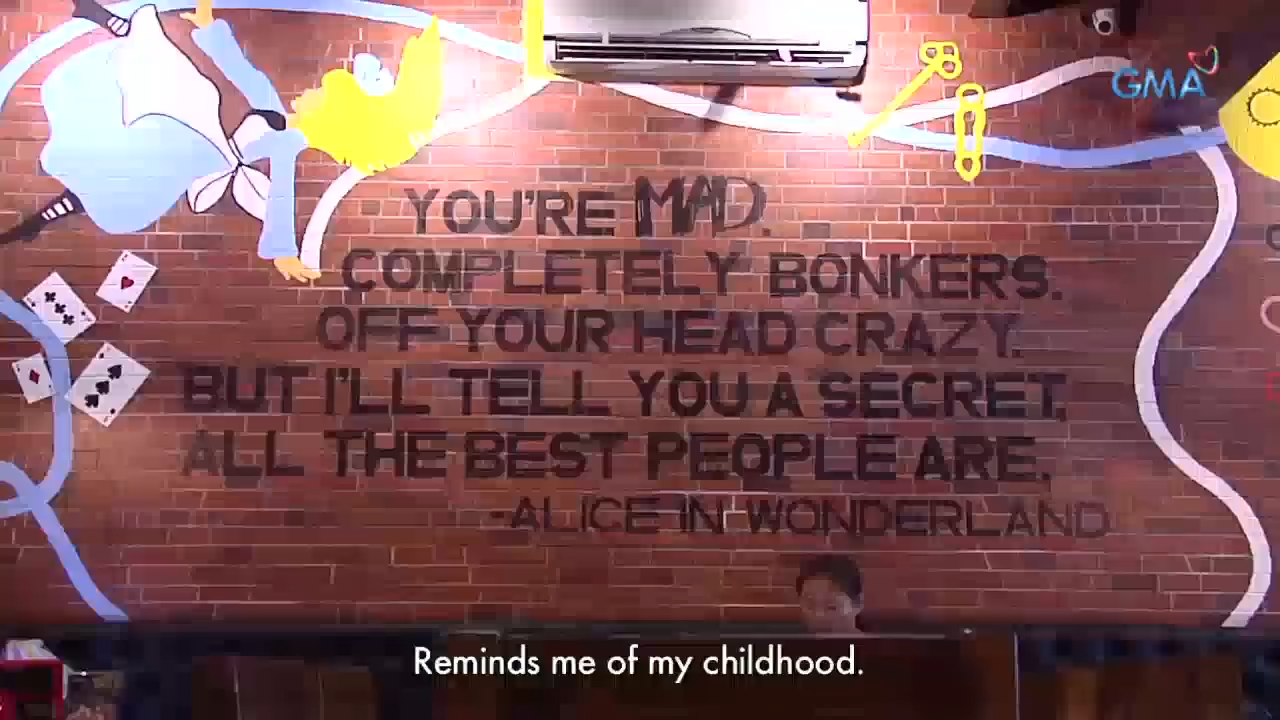 GMA
YOU'RE MAD.
COMPLETELY BONKERS.
OFF YOUR HEAD CRAZY.
BUT I'LL TELL YOU A SECRET,
ALL THE BEST PEOPLE ARE.
-ALICE IN WONDERLAND
Reminds me of my childhood.